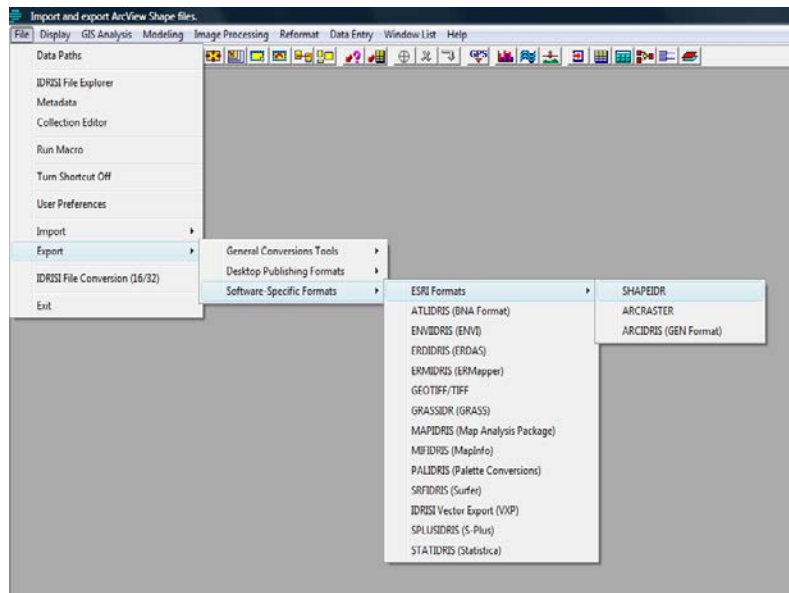 Import and export ArcView Shape files.
File Display GIS Analysis Modeling Image Processing Reformat Data Entry Window List Help
GPS
Data Paths
IDRISI File Explorer
Metadata
Collection Editor
Run Macro
Turn Shortcut Off
User Preferences
Import
Export
IDRISI File Conversion (16/32)
Exit
General Conversions Tools
Desktop Publishing Formats
Software-Specific Formats
ESRI Formats
ATLIDRIS (BNA Format)
ENVIIDRIS (ENVI)
ERDIDRIS (ERDAS)
ERMIDRIS (ERMapper)
GEOTIFF/TIFF
GRASSIDR (GRASS)
MAPIDRIS (Map Analysis Package)
MIFIDRIS (MapInfo)
PALIDRIS (Palette Conversions)
SRFIDRIS (Surfer)
IDRISI Vector Export (VXP)
SPLUSIDRIS (S-Plus)
STATIDRIS (Statistica)
SHAPEIDR
ARCRASTER
ARCIDRIS (GEN Format)